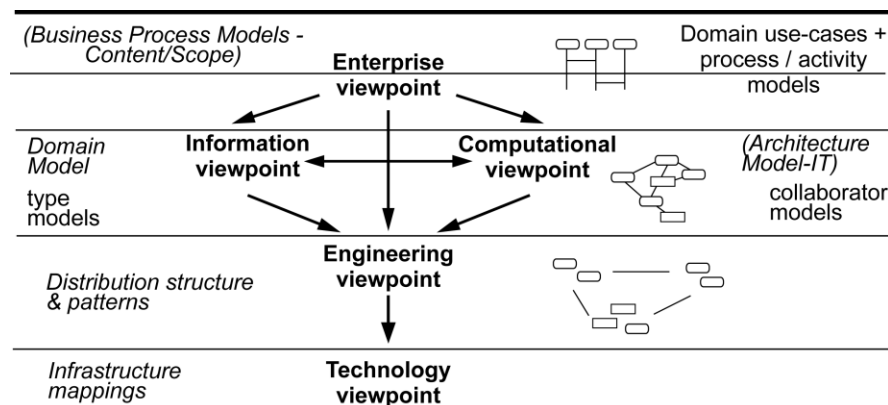 (Business Process Models -
Content/Scope)
Enterprise
viewpoint
Domain use-cases +
process / activity
models
Domain
Model
type
models
Information
viewpoint
Computational
viewpoint
(Architecture
Model-IT)
collaborator
models
Engineering
viewpoint
Distribution structure
& patterns
Infrastructure
mappings
Technology
viewpoint